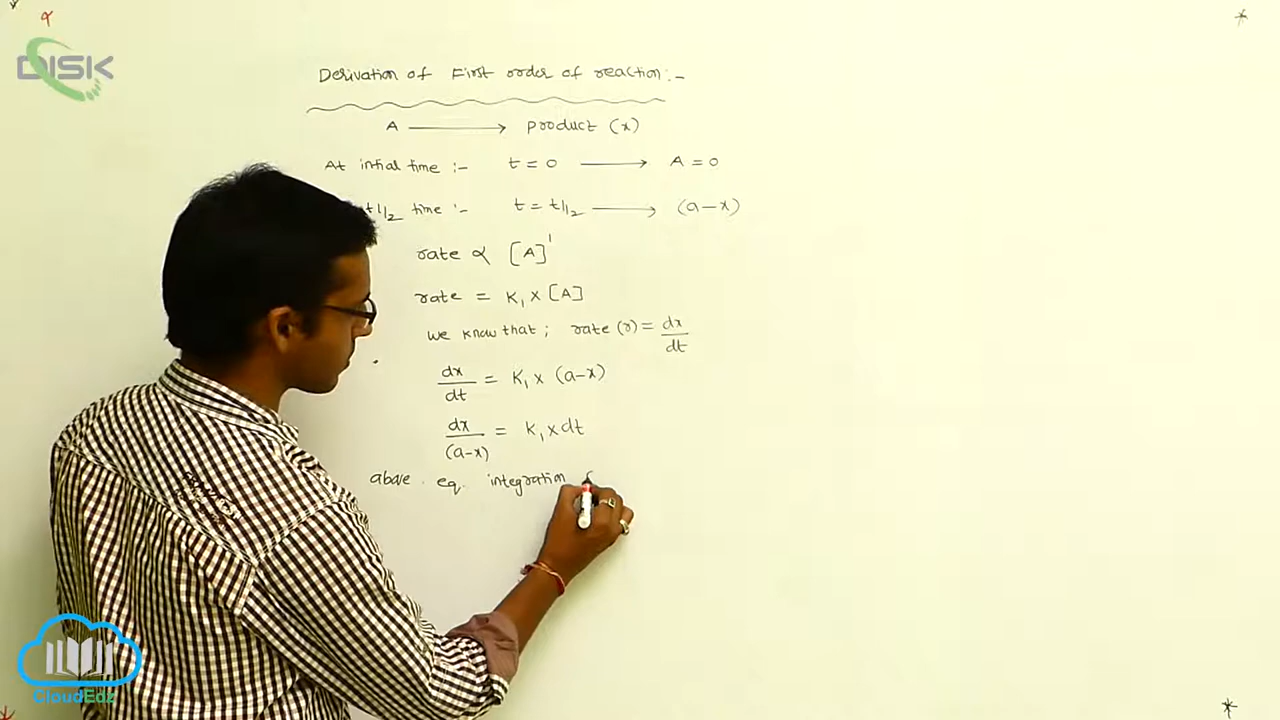 DISK
Derivation of First order of reaction:-
A ⟶ product (x)
At intial time :- t = 0 ⟶ A = 0
t1/2 time :- t = t1/2 ⟶ (a-x)
rate ∝ [A]¹
rate = K₁ × [A]
We know that ; rate (r) = dx/dt
dx/dt = K₁ × (a-x)
dx/(a-x) = K₁ × dt
above eq. integration
CloudEdz